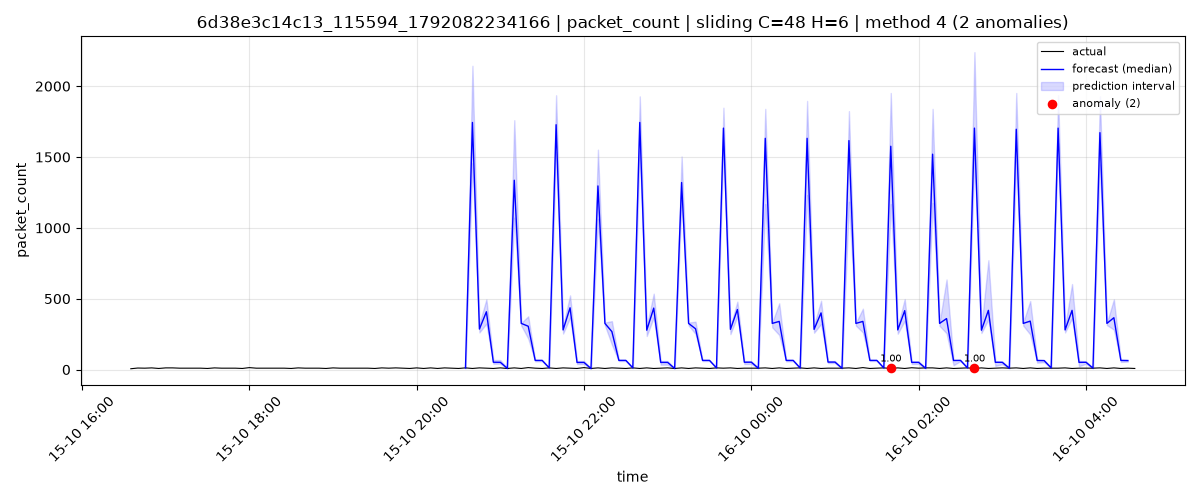 6d38e3c14c13_115594_1792082234166 | packet_count | sliding C=48 H=6 | method 4 (2 anomalies)
actual
forecast (median)
prediction interval
anomaly (2)
packet_count
2000
1500
1000
500
0
1.00
1.00
15-10 16:00
15-10 18:00
15-10 20:00
15-10 22:00
16-10 00:00
16-10 02:00
16-10 04:00
time